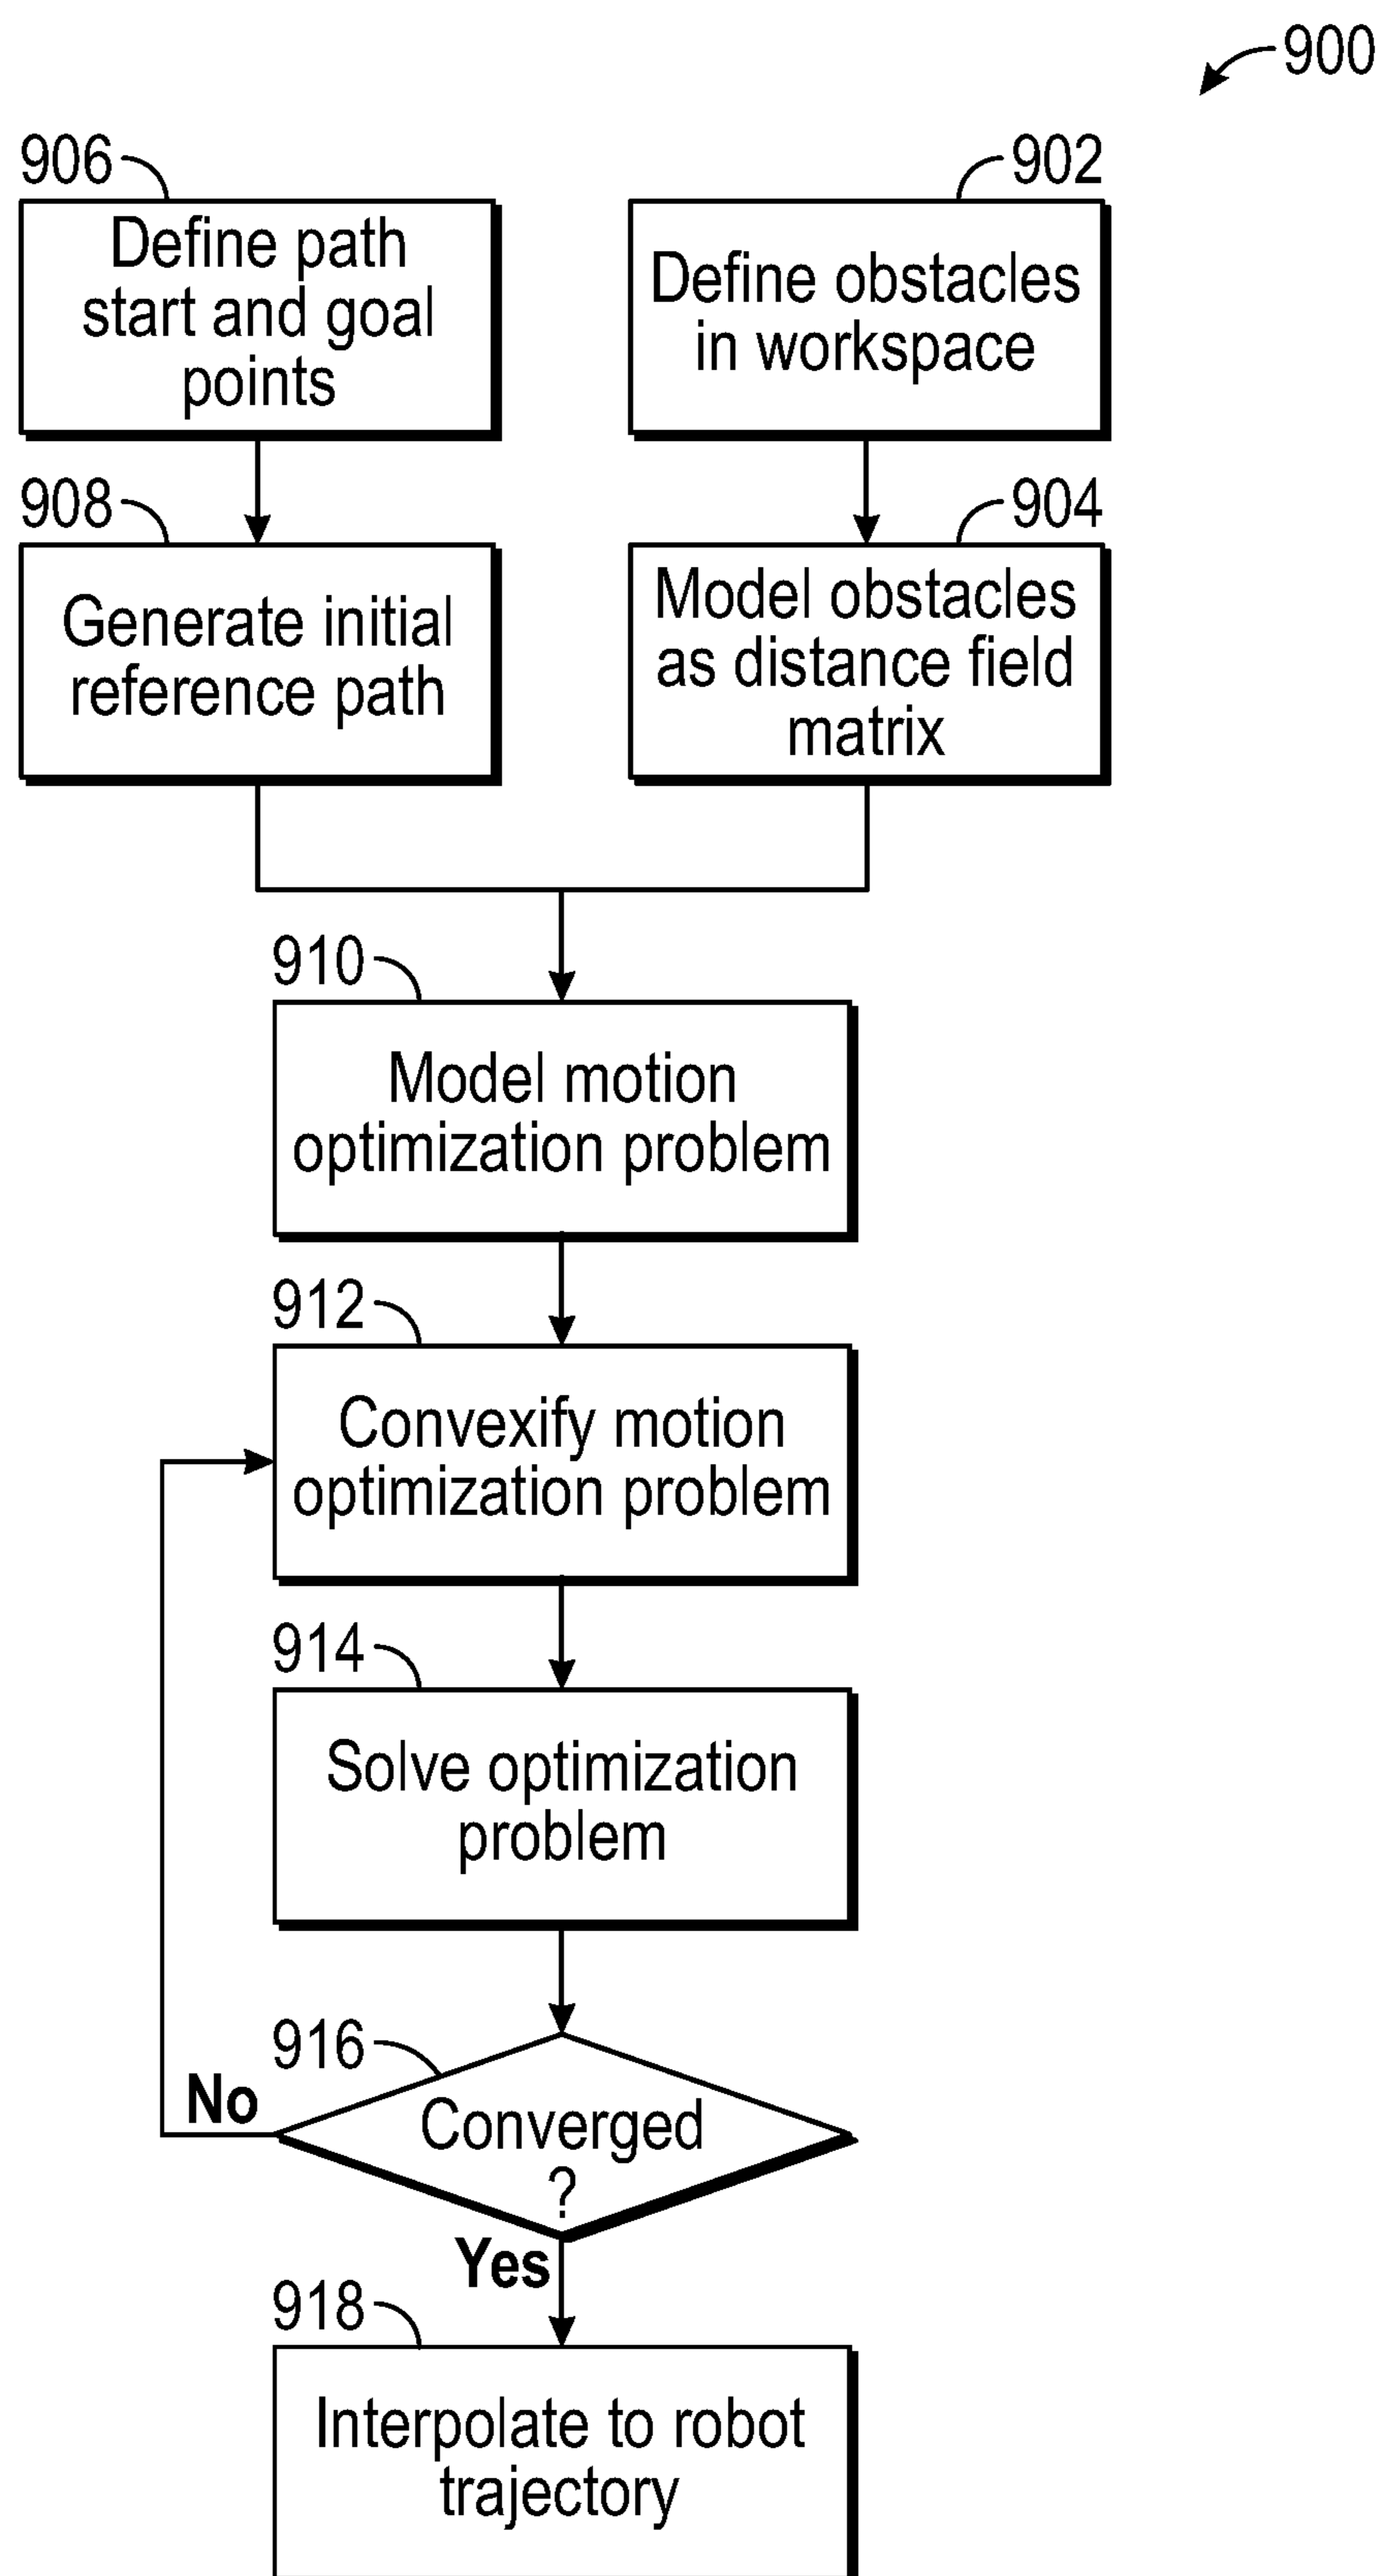 900
906
Define path
start and goal
points
902
Define obstacles
in workspace
908
Generate initial
reference path
904
Model obstacles
as distance field
matrix
910
Model motion
optimization problem
912
Convexify motion
optimization problem
914
Solve optimization
problem
916
Converged
?
No
Yes
918
Interpolate to robot
trajectory